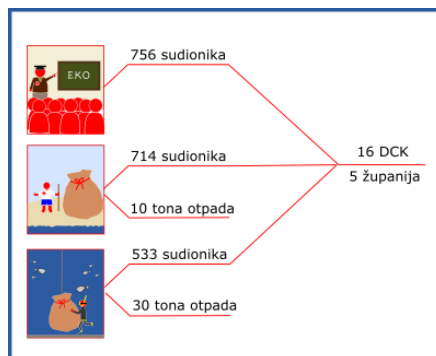 756 sudionika
EKO
714 sudionika
16 DCK
5 županija
10 tona otpada
533 sudionika
30 tona otpada